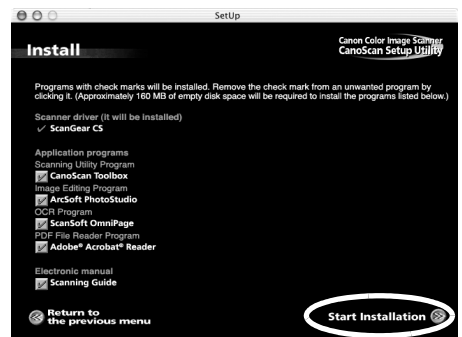 SetUp
Install
Canon Color Image Scanner
CanoScan Setup Utility
Programs with check marks will be installed. Remove the check mark from an unwanted program by
clicking it. (Approximately 160 MB of empty disk space will be required to install the programs listed below.)
Scanner driver (it will be installed)
ScanGear CS
Application programs
Scanning Utility Program
CanoScan Toolbox
Image Editing Program
ArcSoft PhotoStudio
OCR Program
ScanSoft OmniPage
PDF File Reader Program
Adobe® Acrobat® Reader
Electronic manual
Scanning Guide
Return to
the previous menu
Start Installation